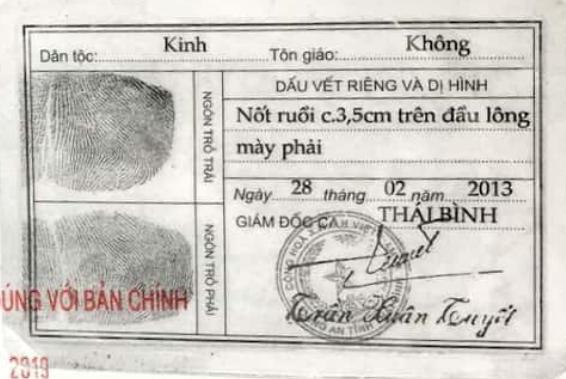 Dân tộc: Kinh Tôn giáo: Không
NGÓN TRỎ TRÁI
DẤU VẾT RIÊNG VÀ DỊ HÌNH
Nốt ruồi c.3,5cm trên đầu lông
mày phải
Ngày 28 tháng 02 năm 2013
GIÁM ĐỐC CA THÁI BÌNH
NGÓN TRỎ PHẢI
Trần Xuân Tuyết
ÚNG VỚI BẢN CHÍNH
2019